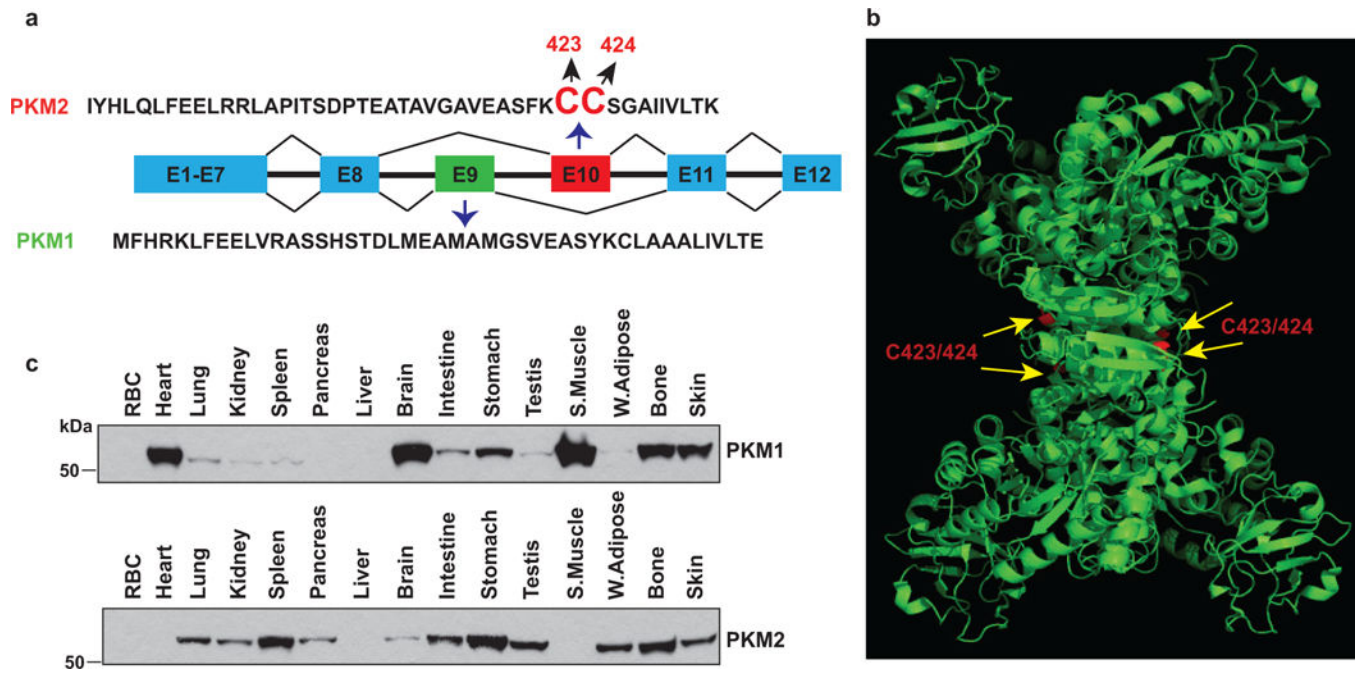 a
423 424
PKM2 IYHLQLFEELRRLAPITSDPTEATAVGAVEASFKCCSGAIIVLTK
E1-E7 E8 E9 E10 E11 E12
PKM1 MFHRKLFEELVRASSHSTDLMEAMAMGSVEASYKCLAAALIVLTE
b
C423/424 C423/424
c
RBC Heart Lung Kidney Spleen Pancreas Liver Brain Intestine Stomach Testis S.Muscle W.Adipose Bone Skin
kDa
50 PKM1
RBC Heart Lung Kidney Spleen Pancreas Liver Brain Intestine Stomach Testis S.Muscle W.Adipose Bone Skin
PKM2
50